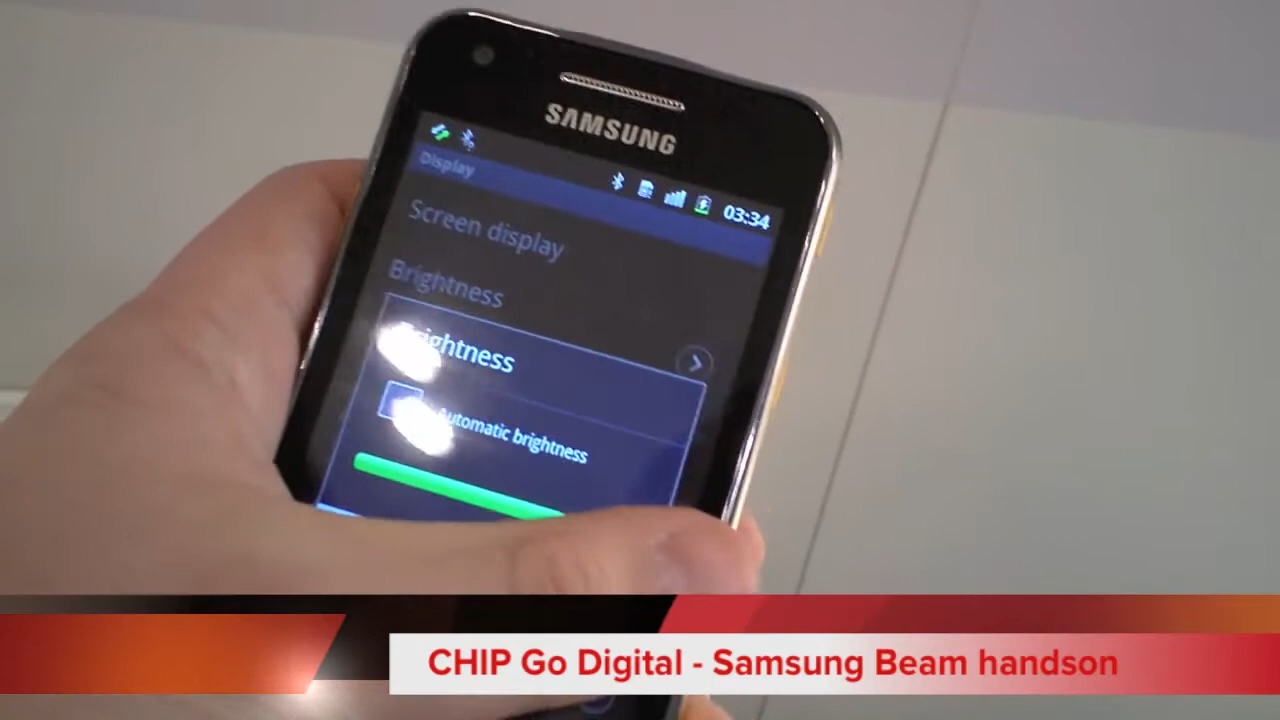 SAMSUNG
03:34
Display
Screen display
Brightness
Brightness
Automatic brightness
CHIP Go Digital - Samsung Beam handson